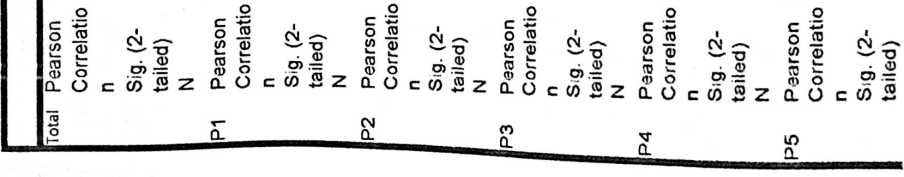 Total Pearson
Correlatio
n
Sig. (2-
tailed)
N
P1 Pearson
Correlatio
n
Sig. (2-
tailed)
N
P2 Pearson
Correlatio
n
Sig. (2-
tailed)
N
P3 Pearson
Correlatio
n
Sig. (2-
tailed)
N
P4 Pearson
Correlatio
n
Sig. (2-
tailed)
N
P5 Pearson
Correlatio
n
Sig. (2-
tailed)